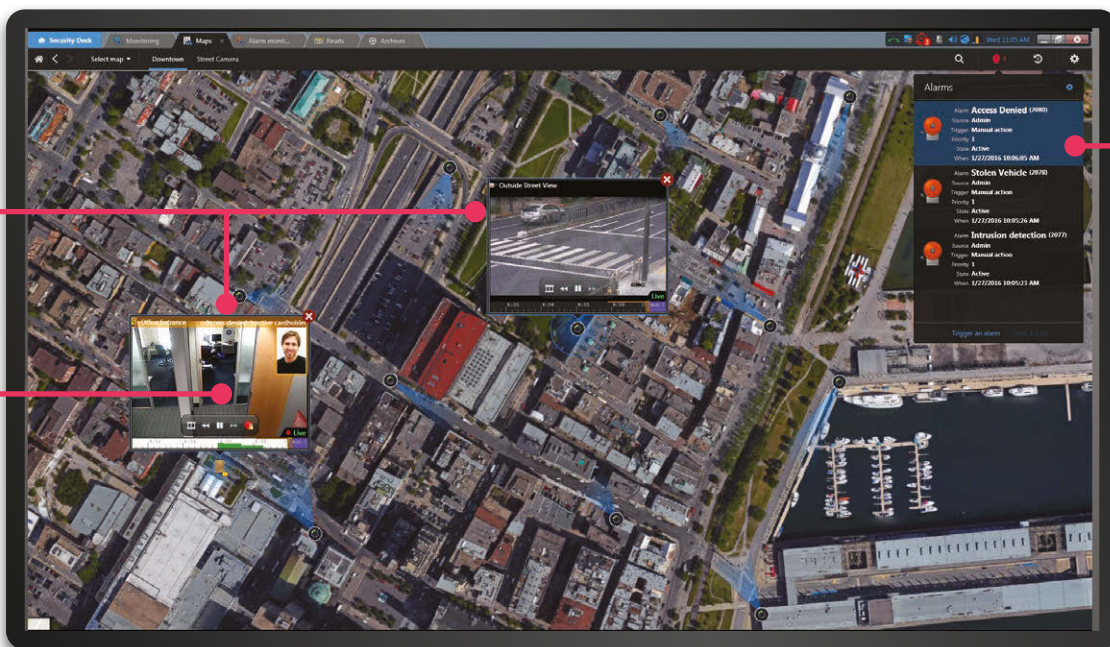 Security Desk Monitoring Maps Alarm monit... Reads Archives
Wed 11:05 AM
Select map Downtown Street Camera
Alarms
Alarm Access Denied (2080)
Source Admin
Trigger Manual action
Priority 1
State Active
When 1/27/2016 10:06:05 AM
Alarm Stolen Vehicle (2078)
Source Admin
Trigger Manual action
Priority 1
State Active
When 1/27/2016 10:05:26 AM
Alarm Intrusion detection (2077)
Source Admin
Trigger Manual action
Priority 1
State Active
When 1/27/2016 10:05:23 AM
Trigger an alarm
Outside Street View
Live
Office Entrance
Live